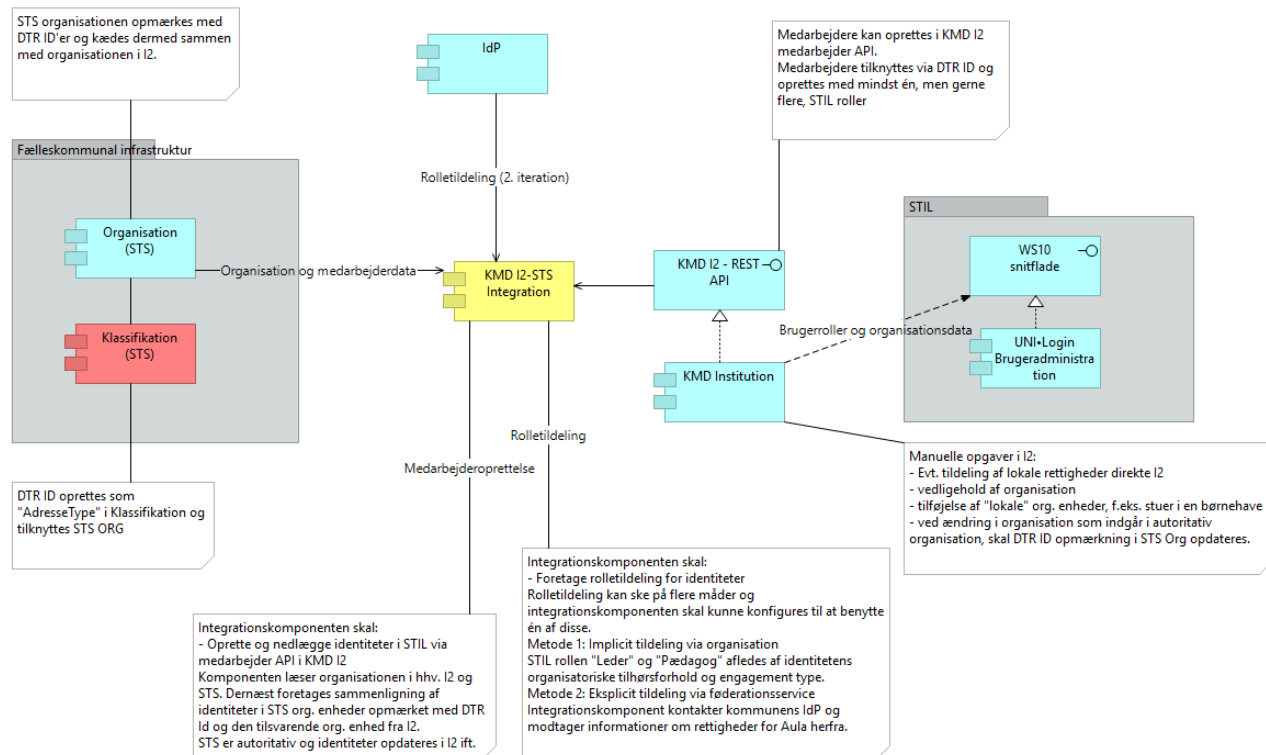 STS organisationen opmærkes med
DTR ID'er og kædes dermed sammen
med organisationen i I2.
IdP
Medarbejdere kan oprettes i KMD I2
medarbejder API.
Medarbejdere tilknyttes via DTR ID og
oprettes med mindst én, men gerne
flere, STIL roller
Fælleskommunal infrastruktur
Rolletildeling (2. iteration)
STIL
Organisation
(STS)
Organisation og medarbejderdata
KMD I2-STS
Integration
KMD I2 - REST
API
WS10
snitflade
Klassifikation
(STS)
Brugerroller og organisationsdata
UNI•Login
Brugeradministra
tion
KMD Institution
Rolletildeling
Medarbejderoprettelse
DTR ID oprettes som
"AdresseType" i Klassifikation og
tilknyttes STS ORG
Manuelle opgaver i I2:
- Evt. tildeling af lokale rettigheder direkte I2
- vedligehold af organisation
- tilføjelse af "lokale" org. enheder, f.eks. stuer i en børnehave
- ved ændring i organisation som indgår i autoritativ
organisation, skal DTR ID opmærkning i STS Org opdateres.
Integrationskomponenten skal:
- Oprette og nedlægge identiteter i STIL via
medarbejder API i KMD I2
Komponenten læser organisationen i hhv. I2 og
STS. Dernæst foretages sammenligning af
identiteter i STS org. enheder opmærket med DTR
Id og den tilsvarende org. enhed fra I2.
STS er autoritativ og identiteter opdateres i I2 ift.
Integrationskomponenten skal:
- Foretage rolletildeling for identiteter
Rolletildeling kan ske på flere måder og
integrationskomponenten skal kunne konfigures til at benytte
én af disse.
Metode 1: Implicit tildeling via organisation
STIL rollen "Leder" og "Pædagog" afledes af identitetens
organisatoriske tilhørsforhold og engagement type.
Metode 2: Eksplicit tildeling via føderationsservice
Integrationskomponent kontakter kommunens IdP og
modtager informationer om rettigheder for Aula herfra.